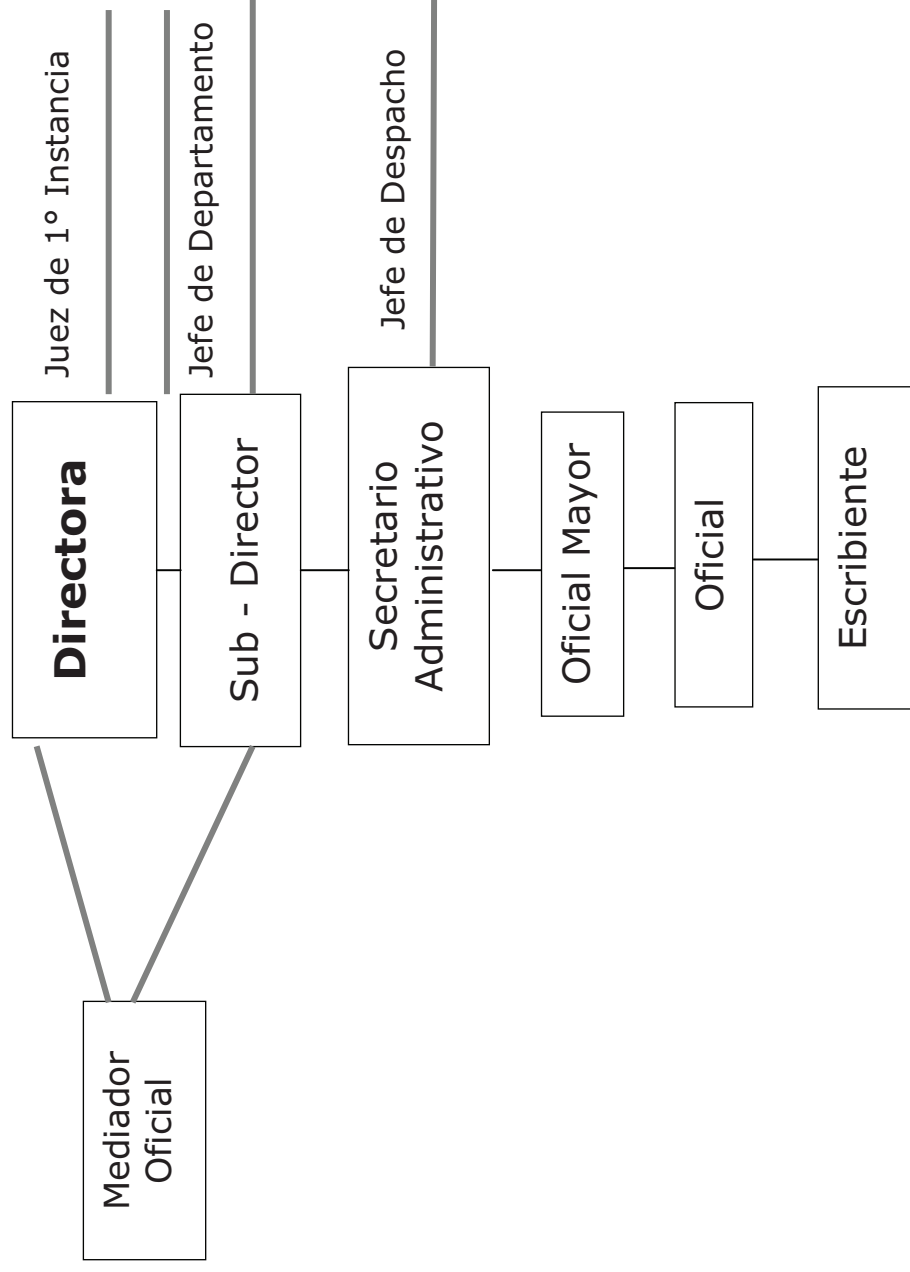 Juez de 1º Instancia
Directora
Jefe de Departamento
Sub - Director
Mediador
Oficial
Jefe de Despacho
Secretario
Administrativo
Oficial Mayor
Oficial
Escribiente